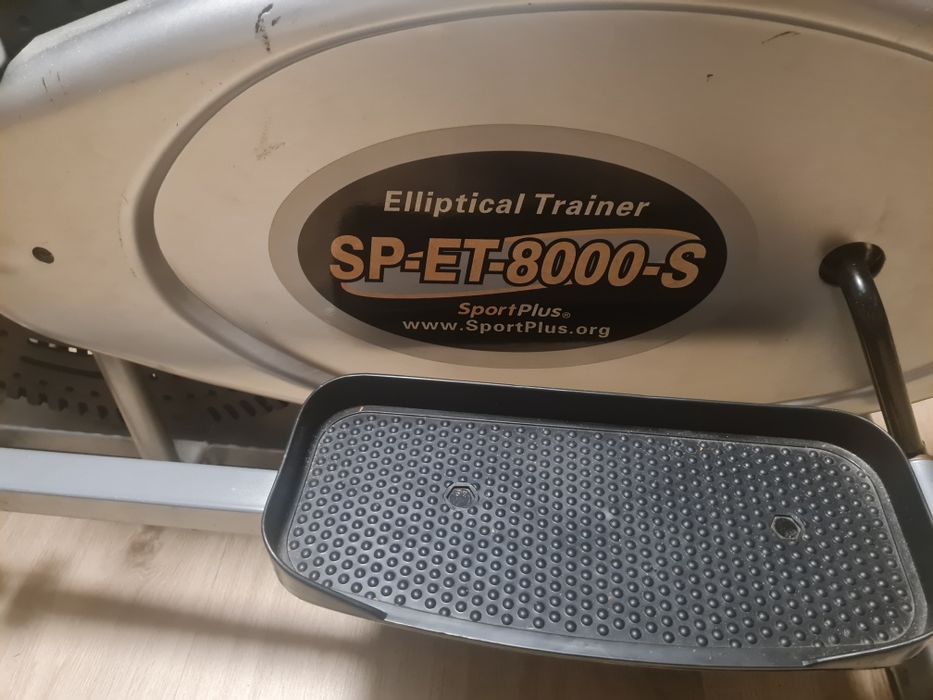 Elliptical Trainer
SP-ET-8000-S
SportPlus®
www.SportPlus.org